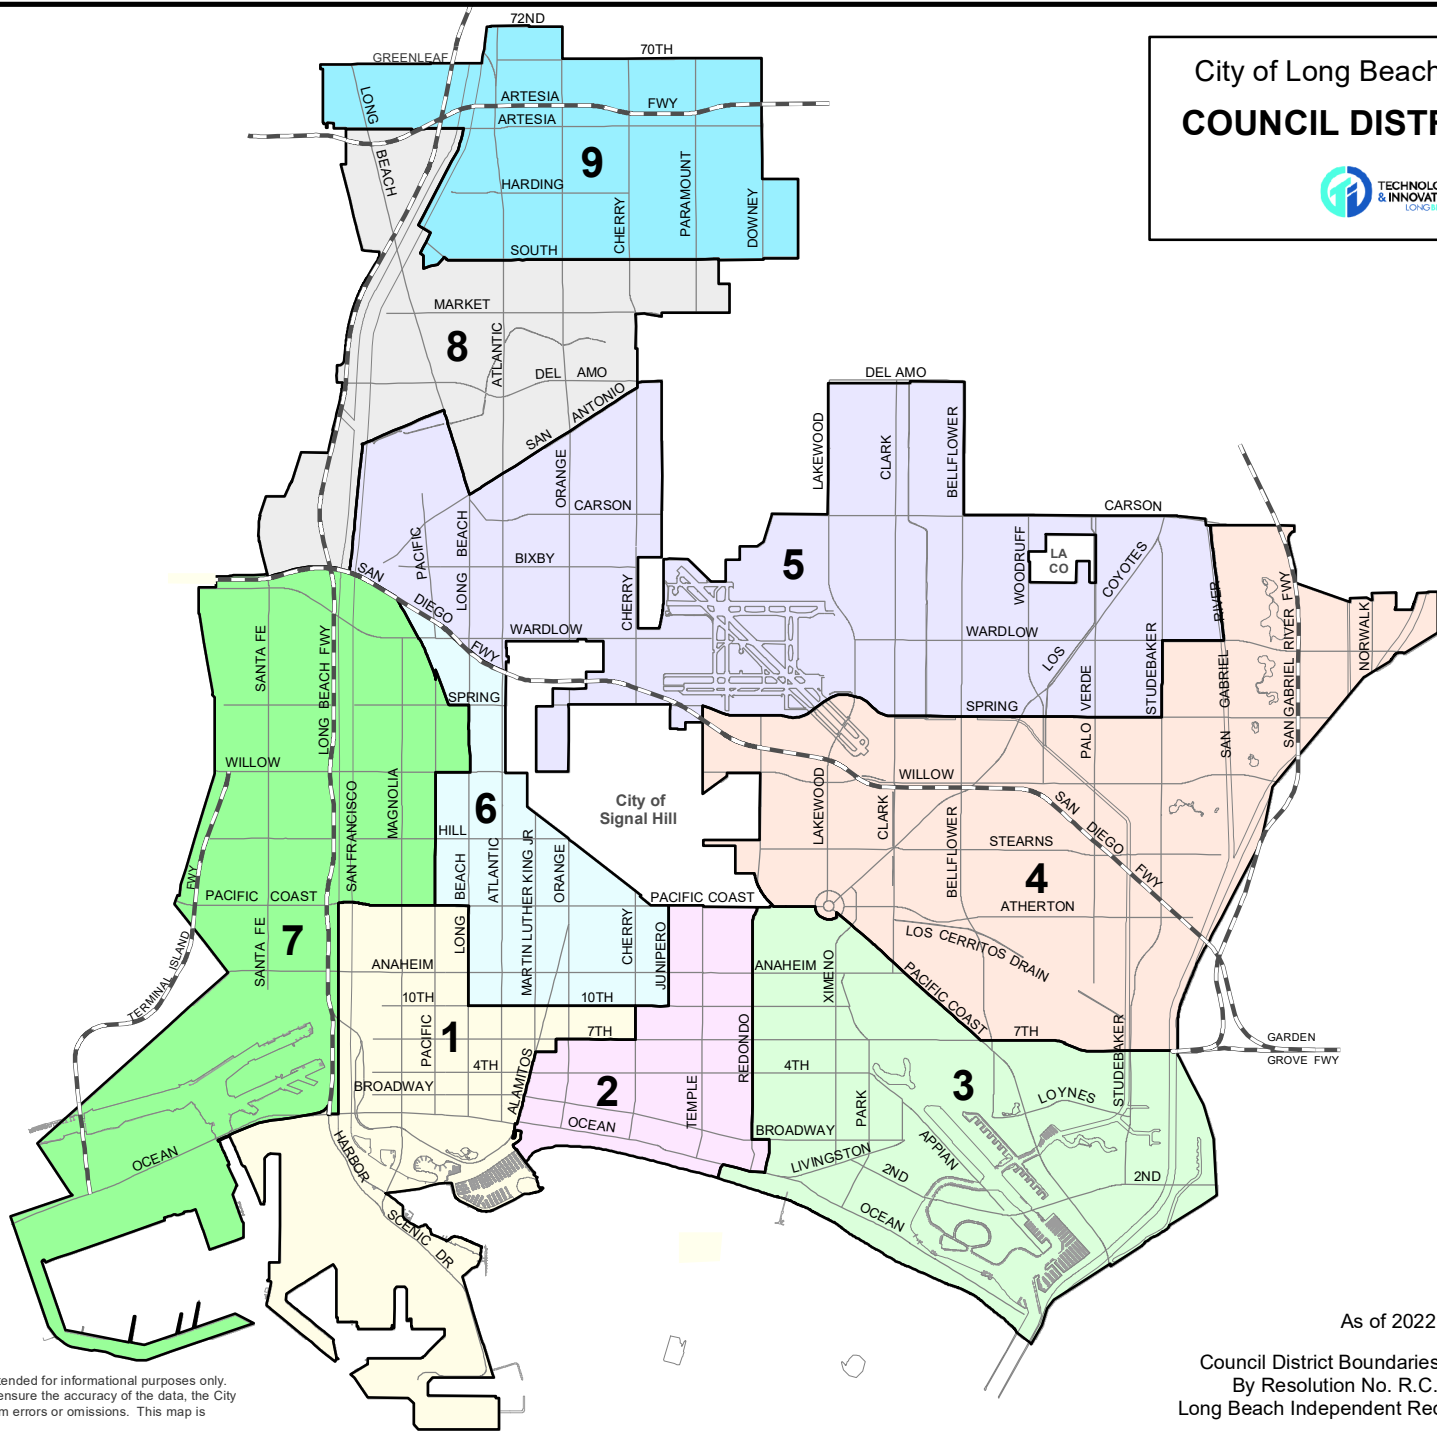 72ND
GREENLEAF
70TH
City of Long Beach
COUNCIL DISTR
LONG
ARTESIA
FWY
ARTESIA
BEACH
9
PARAMOUNT
TECHNOLO
& INNOVAT
LONG B
HARDING
CHERRY
DOWNEY
SOUTH
MARKET
8
ATLANTIC
DEL AMO
DEL AMO
SAN ANTONIO
LAKEWOOD
CLARK
BELLFLOWER
ORANGE
CARSON
CARSON
PACIFIC
LONG BEACH
BIXBY
5
WOODRUFF
LA
CO
COYOTES
SAN
DIEGO
FWY
CHERRY
RIVER
SAN GABRIEL RIVER FWY
NORWALK
SANTA FE
LONG BEACH FWY
WARDLOW
WARDLOW
LOS
STUDEBAKER
GABRIEL
SPRING
SPRING
PALO VERDE
SAN
WILLOW
SAN FRANCISCO
MAGNOLIA
6
City of
Signal Hill
WILLOW
LAKEWOOD
CLARK
BELLFLOWER
SAN
DIEGO
FWY
HILL
STEARNS
BEACH
ATLANTIC
MARTIN LUTHER KING JR
ORANGE
4
FWY
PACIFIC COAST
PACIFIC COAST
ATHERTON
7
SANTA FE
LONG
CHERRY
JUNIPERO
LOS CERRITOS DRAIN
TERMINAL ISLAND
ANAHEIM
ANAHEIM
XIMENO
PACIFIC COAST
10TH
10TH
1
PACIFIC
7TH
REDONDO
7TH
STUDEBAKER
GARDEN
GROVE FWY
4TH
ALAMITOS
4TH
BROADWAY
2
TEMPLE
3
PARK
LOYNES
OCEAN
BROADWAY
OCEAN
HARBOR
LIVINGSTON
APPIAN
2ND
2ND
SCENIC DR
OCEAN
As of 2022
Council District Boundaries
By Resolution No. R.C.
Long Beach Independent Red
tended for informational purposes only.
ensure the accuracy of the data, the City
m errors or omissions. This map is